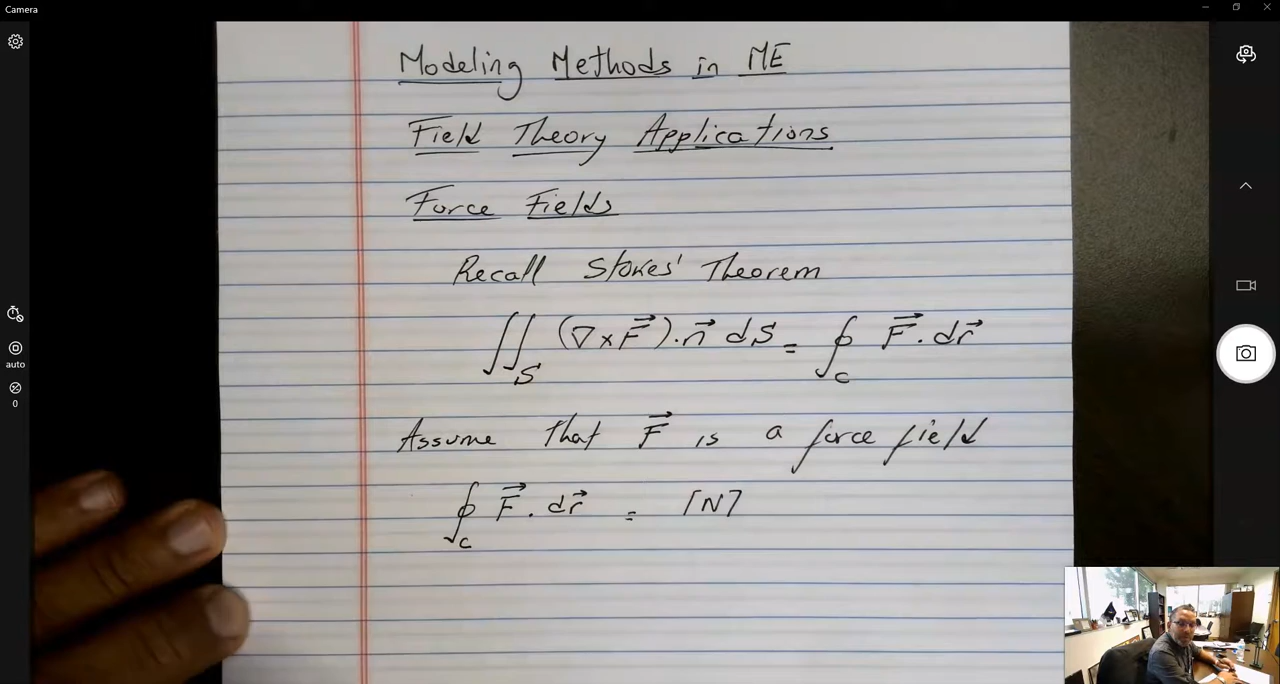 Camera
Modeling Methods in ME
Field Theory Applications
Force Fields
Recall Stokes' Theorem
∬_S (∇×F⃗)·n⃗ dS = ∮_C F⃗·dr⃗
Assume that F⃗ is a force field
∮_C F⃗·dr⃗ = [N]
auto
0